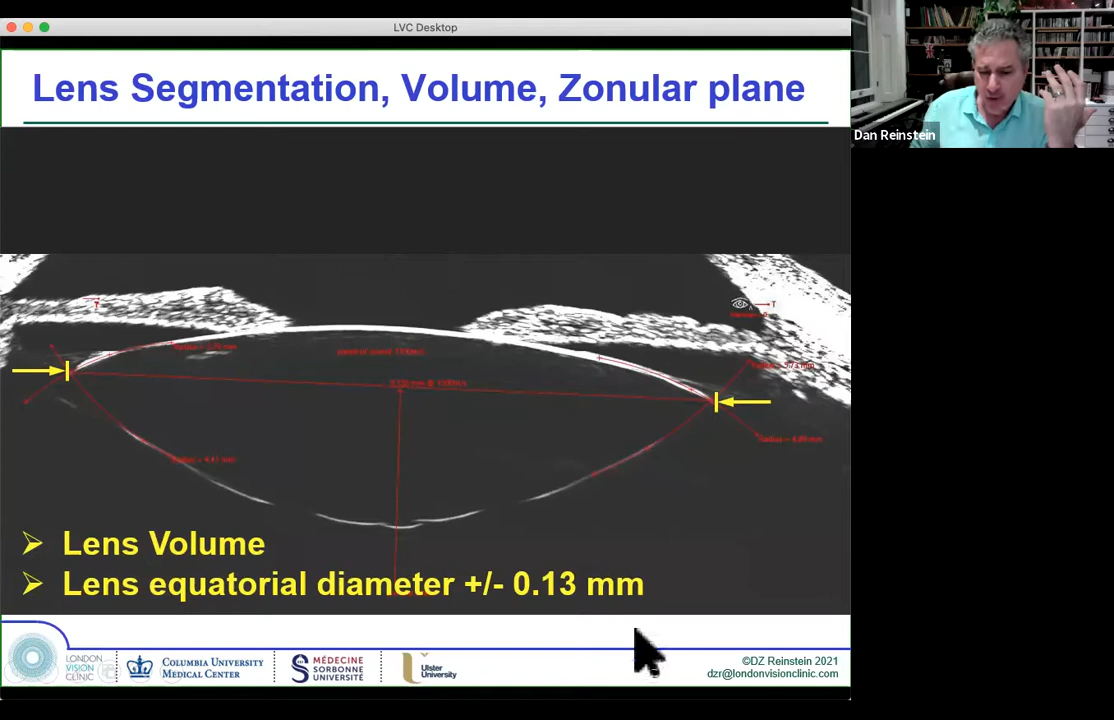 LVC Desktop
Lens Segmentation, Volume, Zonular plane
Dan Reinstein
T
T
➢ Lens Volume
➢ Lens equatorial diameter +/- 0.13 mm
LONDON
VISION
CLINIC
COLUMBIA UNIVERSITY
MEDICAL CENTER
MÉDECINE
SORBONNE
UNIVERSITÉ
Ulster
University
©DZ Reinstein 2021
dzr@londonvisionclinic.com